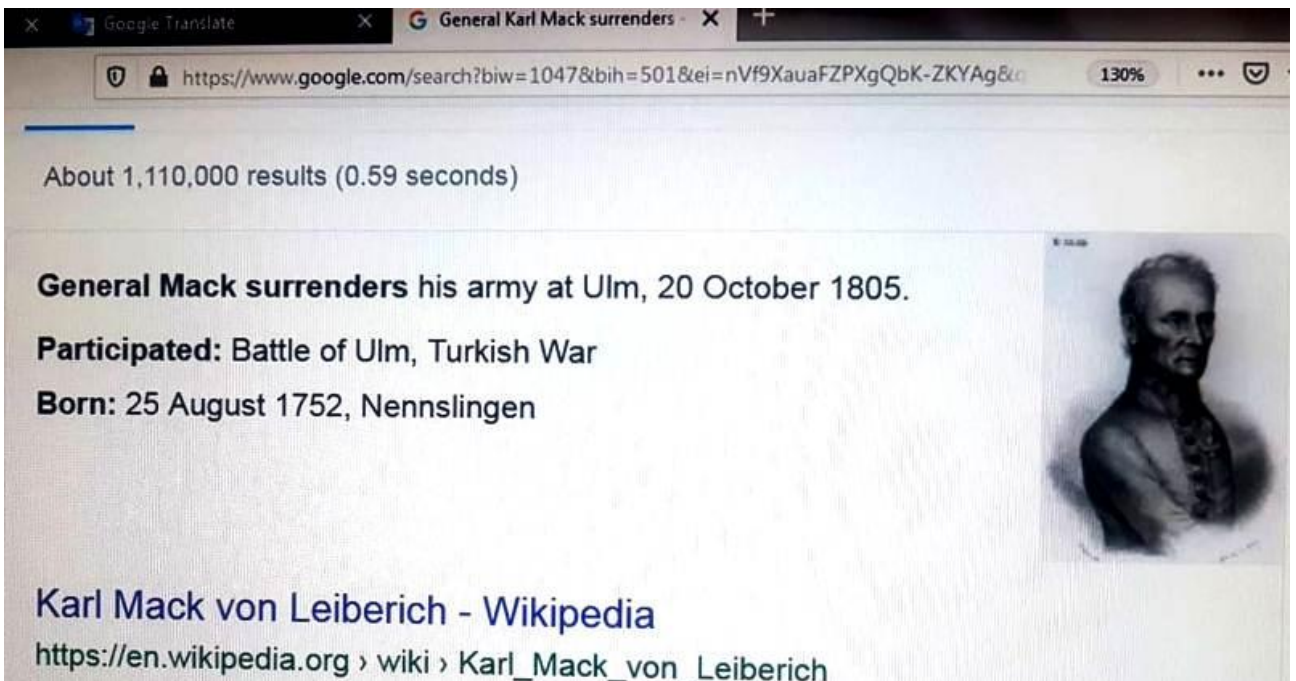 Google Translate
General Karl Mack surrenders -
https://www.google.com/search?biw=1047&bih=501&ei=nVf9XauaFZPXgQbK-ZKYAg&
130%
About 1,110,000 results (0.59 seconds)
General Mack surrenders his army at Ulm, 20 October 1805.
Participated: Battle of Ulm, Turkish War
Born: 25 August 1752, Nennslingen
Karl Mack von Leiberich - Wikipedia
https://en.wikipedia.org › wiki › Karl_Mack_von_Leiberich